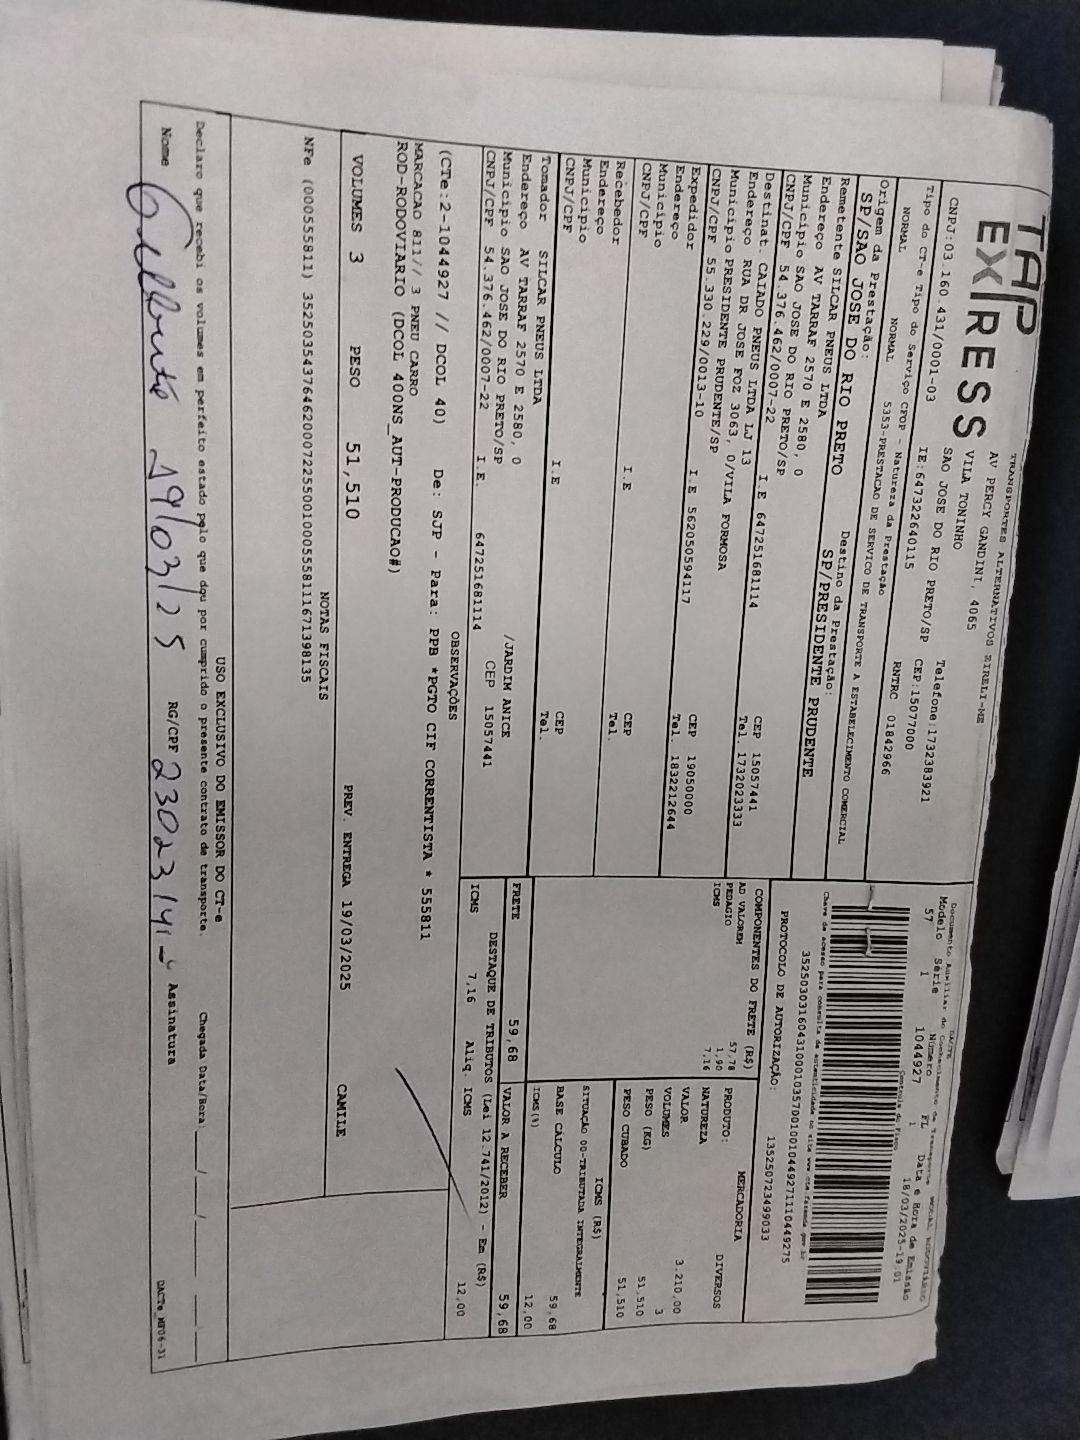 TAP
EXPRESS
TRANSPORTES ALTERNATIVOS EIRELI-ME
AV PERCY GANDINI, 4065
VILA TONINHO
SAO JOSE DO RIO PRETO/SP CEP:15077000
CNPJ:03.160.431/0001-03 IE:647322640115 Telefone:1732383921
Tipo do CT-e Tipo do Serviço CFOP - Natureza da Prestação RNTRC 01842966
NORMAL NORMAL 5353-PRESTACAO DE SERVICO DE TRANSPORTE A ESTABELECIMENTO COMERCIAL
Origem da Prestação: Destino da Prestação:
SP/SAO JOSE DO RIO PRETO SP/PRESIDENTE PRUDENTE
Remetente SILCAR PNEUS LTDA
Endereço AV TARRAF 2570 E 2580, 0
Município SAO JOSE DO RIO PRETO/SP CEP 15057441
CNPJ/CPF 54.376.462/0007-22 I.E 647251681114 Tel. 1732023333
Destinat. CAIADO PNEUS LTDA LJ 13
Endereço RUA DR JOSE FOZ 3063, 0/VILA FORMOSA
Município PRESIDENTE PRUDENTE/SP CEP 19050000
CNPJ/CPF 55.330.229/0013-10 I.E 562050594117 Tel. 1832212644
Expedidor
Endereço
Município CEP
CNPJ/CPF I.E Tel.
Recebedor
Endereço
Município CEP
CNPJ/CPF I.E Tel.
Tomador SILCAR PNEUS LTDA
Endereço AV TARRAF 2570 E 2580, 0 /JARDIM ANICE
Município SAO JOSE DO RIO PRETO/SP CEP 15057441
CNPJ/CPF 54.376.462/0007-22 I.E. 647251681114
DACTE
Documento Auxiliar do Conhecimento de Transporte
Modelo Série Número FL Data e Hora de Emissão
57 1 1044927 1 1 18/03/2025-19:01
Controle do Fisco
Chave de acesso para consulta de autenticidade no site www.cte.fazenda.gov.br
35250303160431000103570010010449271110449275
PROTOCOLO DE AUTORIZAÇÃO: 135250723499033
COMPONENTES DO FRETE (R$)
AD VALOREM 57,78
PEDAGIO 1,90
ICMS 7,16
MERCADORIA
PRODUTO: DIVERSOS
NATUREZA
VALOR 3.210,00
VOLUMES 3
PESO (KG) 51,510
PESO CUBADO 51,510
ICMS (R$)
SITUAÇÃO 00-TRIBUTADA INTEGRALMENTE
BASE CÁLCULO 59,68
ICMS(%) 12,00
FRETE 59,68 VALOR A RECEBER 59,68
DESTAQUE DE TRIBUTOS (Lei 12.741/2012) - Em (R$)
ICMS 7,16 Aliq. ICMS 12,00
OBSERVAÇÕES
(CTe:2-1044927 // DCOL 40) De: SJP - Para: PPB *PGTO CIF CORRENTISTA * 555811
MARCACAO 811// 3 PNEU CARRO
ROD-RODOVIARIO (DCOL 400NS_AUT-PRODUCAO#)
VOLUMES 3 PESO 51,510 PREV. ENTREGA 19/03/2025 CAMILE
NOTAS FISCAIS
NFe (000555811) 35250354376462000722550010005558111671398135
USO EXCLUSIVO DO EMISSOR DO CT-e
Declaro que recebi os volumes em perfeito estado pelo que dou por cumprido o presente contrato de transporte. Chegada Data/Hora: / /
Nome 19/03/25 RG/CPF Assinatura
DACTe_MF06-31